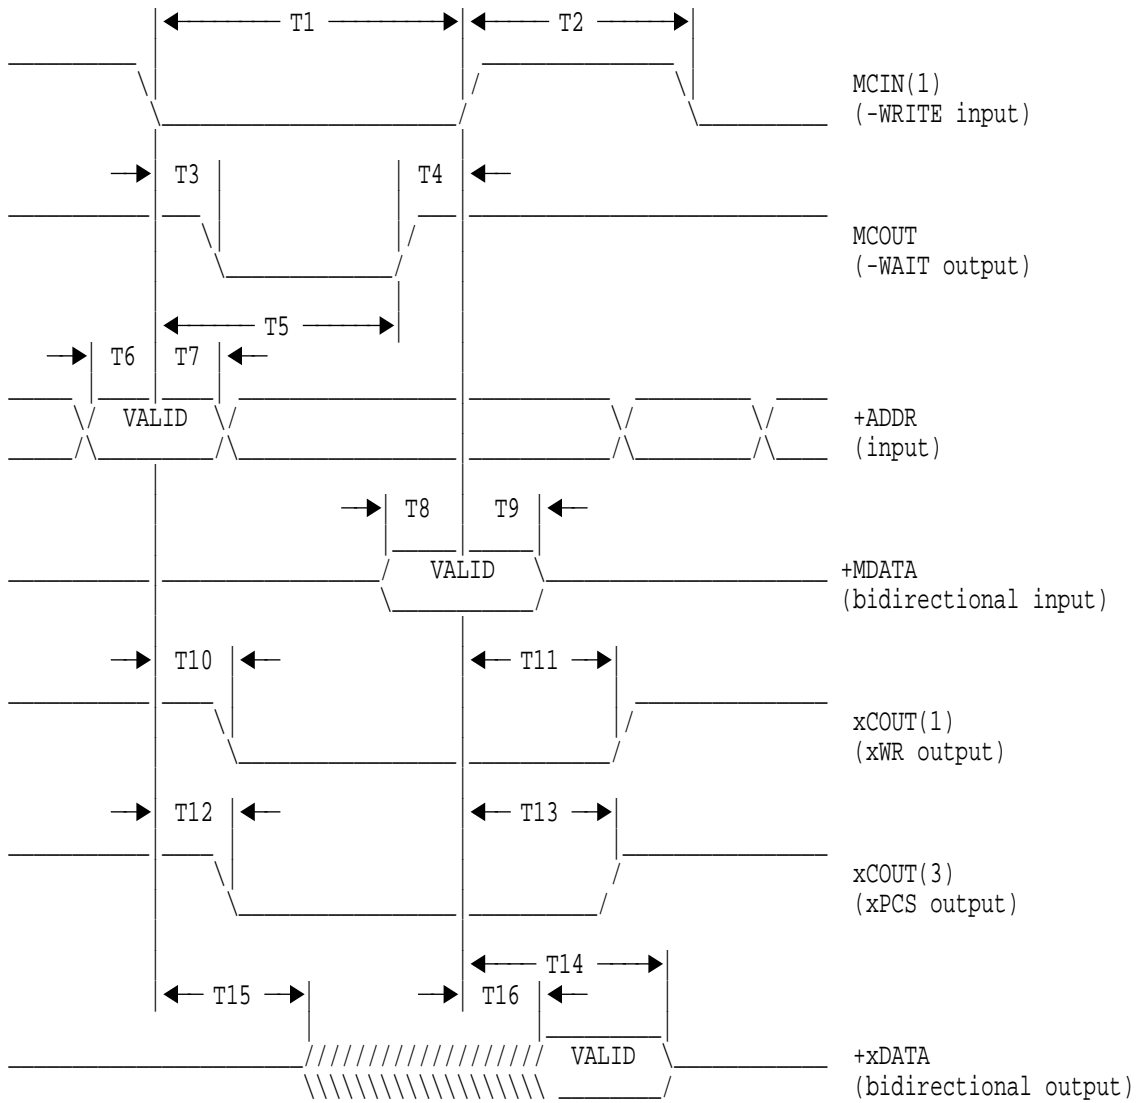 T1 T2
MCIN(1)
(-WRITE input)
T3 T4
MCOUT
(-WAIT output)
T5
T6 T7
VALID
+ADDR
(input)
T8 T9
VALID
+MDATA
(bidirectional input)
T10 T11
xCOUT(1)
(xWR output)
T12 T13
xCOUT(3)
(xPCS output)
T14
T15 T16
VALID
+xDATA
(bidirectional output)